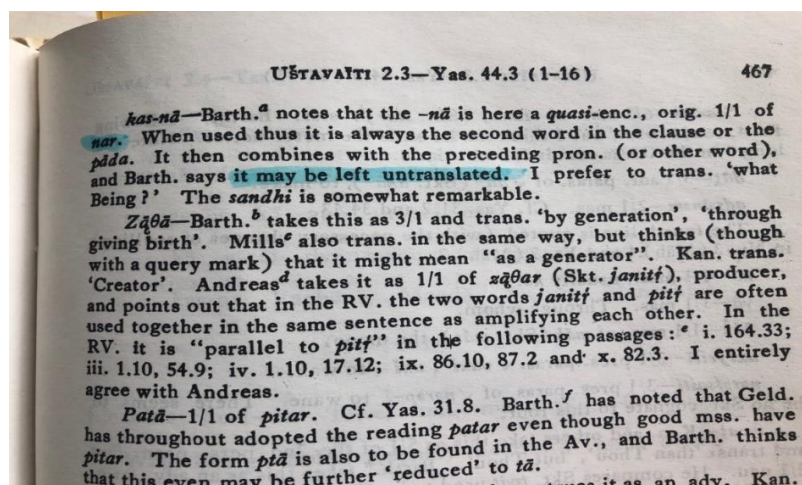 UŠTAVAITI 2.3—Yas. 44.3 (1-16) 467
kas-nā—Barth.ᵃ notes that the -nā is here a quasi-enc., orig. 1/1 of
nar. When used thus it is always the second word in the clause or the
pāda. It then combines with the preceding pron. (or other word),
and Barth. says it may be left untranslated. I prefer to trans. ‘what
Being?’ The sandhi is somewhat remarkable.
Zą̄θā—Barth.ᵇ takes this as 3/1 and trans. ‘by generation’, ‘through
giving birth’. Millsᶜ also trans. in the same way, but thinks (though
with a query mark) that it might mean “as a generator”. Kan. trans.
‘Creator’. Andreasᵈ takes it as 1/1 of ząθar (Skt. janitṛ́), producer,
and points out that in the RV. the two words janitṛ́ and pitṛ́ are often
used together in the same sentence as amplifying each other. In the
RV. it is “parallel to pitṛ́” in the following passages:ᵉ i. 164.33;
iii. 1.10, 54.9; iv. 1.10, 17.12; ix. 86.10, 87.2 and x. 82.3. I entirely
agree with Andreas.
Patā—1/1 of pitar. Cf. Yas. 31.8. Barth.ᶠ has noted that Geld.
has throughout adopted the reading patar even though good mss. have
pitar. The form ptā is also to be found in the Av., and Barth. thinks
that this even may be further ‘reduced’ to tā.
it as an adv. Kan.